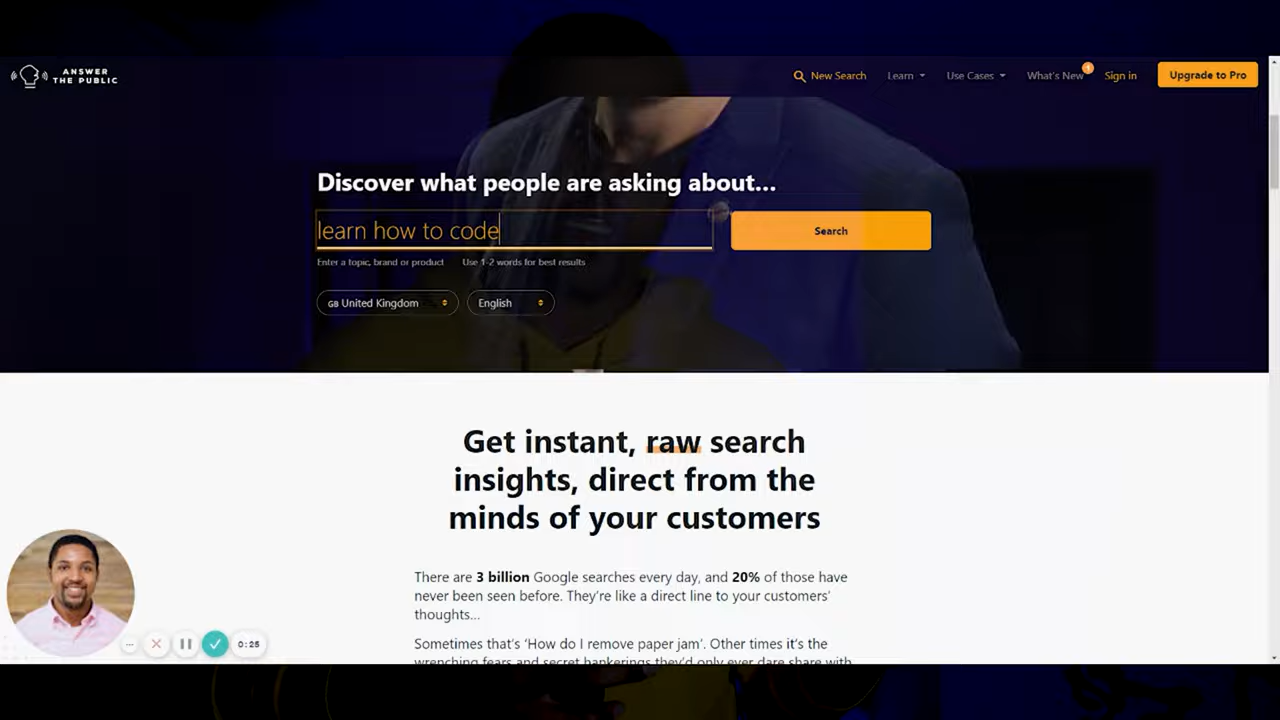 ANSWER
THE PUBLIC
New Search
Learn
Use Cases
What's New
1
Sign in
Upgrade to Pro
Discover what people are asking about...
learn how to code
Search
Enter a topic, brand or product
Use 1-2 words for best results
GB United Kingdom
English
Get instant, raw search
insights, direct from the
minds of your customers
There are 3 billion Google searches every day, and 20% of those have
never been seen before. They're like a direct line to your customers'
thoughts...
Sometimes that's 'How do I remove paper jam'. Other times it's the
wrenching fears and secret hankerings they'd only ever dare share with
0:25